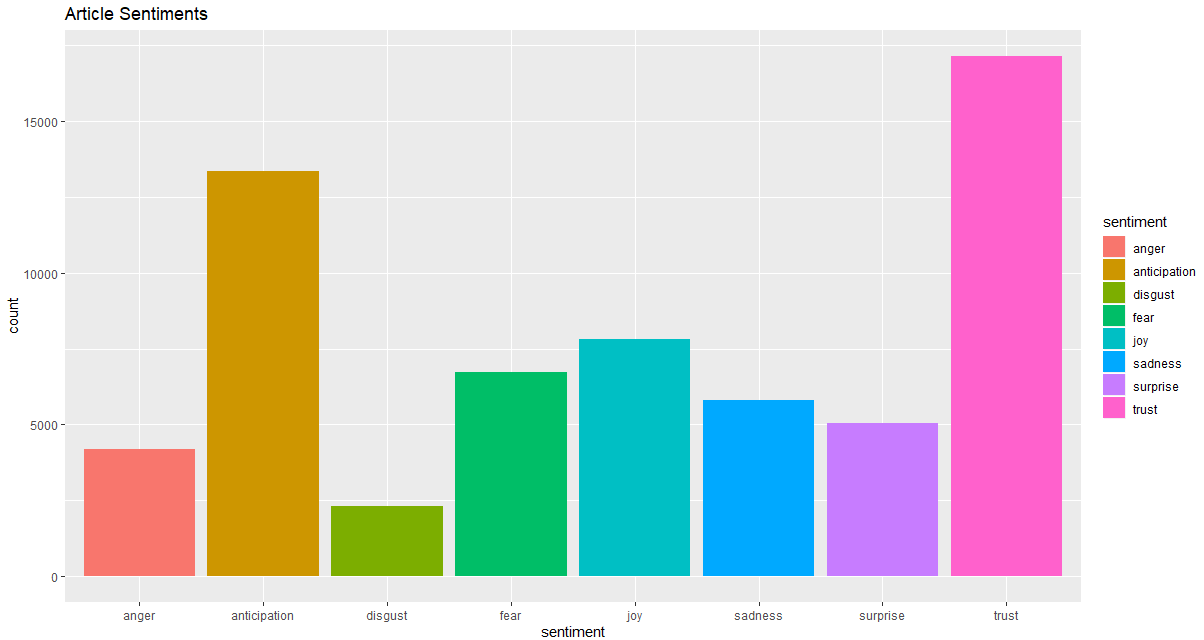 Article Sentiments
count
15000
10000
5000
0
anger anticipation disgust fear joy sadness surprise trust
sentiment
sentiment
anger
anticipation
disgust
fear
joy
sadness
surprise
trust